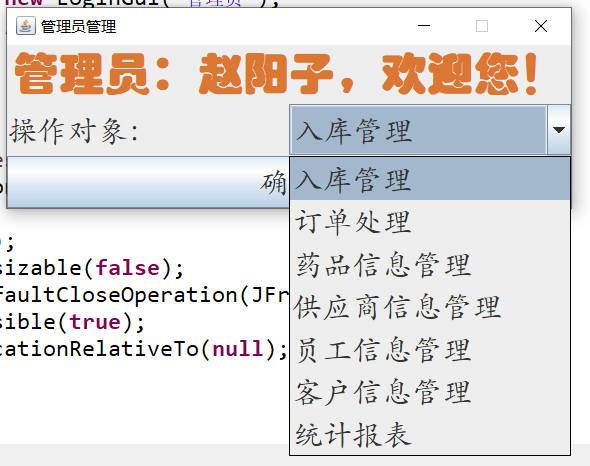 new LoginGui("管理员");
管理员管理
管理员：赵阳子，欢迎您！
操作对象:
入库管理
确
入库管理
订单处理
药品信息管理
供应商信息管理
员工信息管理
客户信息管理
统计报表
sizable(false);
faultCloseOperation(JFr
sible(true);
cationRelativeTo(null);